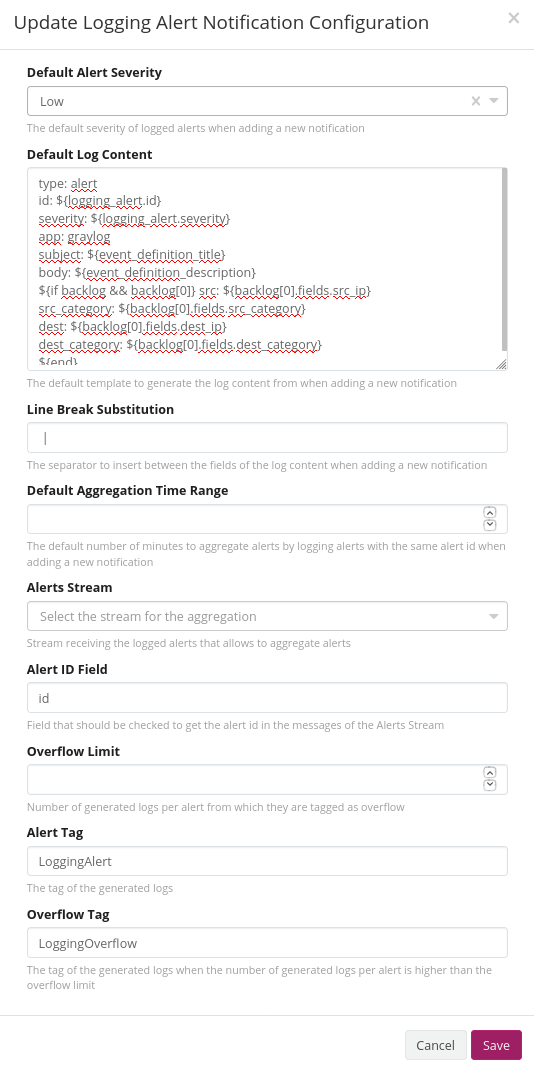 Update Logging Alert Notification Configuration
×
Default Alert Severity
Low
×
The default severity of logged alerts when adding a new notification
Default Log Content
type: alert
id: ${logging_alert.id}
severity: ${logging_alert.severity}
app: graylog
subject: ${event_definition_title}
body: ${event_definition_description}
${if backlog && backlog[0]} src: ${backlog[0].fields.src_ip}
src_category: ${backlog[0].fields.src_category}
dest: ${backlog[0].fields.dest_ip}
dest_category: ${backlog[0].fields.dest_category}
${end}
The default template to generate the log content from when adding a new notification
Line Break Substitution
|
The separator to insert between the fields of the log content when adding a new notification
Default Aggregation Time Range
The default number of minutes to aggregate alerts by logging alerts with the same alert id when
adding a new notification
Alerts Stream
Select the stream for the aggregation
Stream receiving the logged alerts that allows to aggregate alerts
Alert ID Field
id
Field that should be checked to get the alert id in the messages of the Alerts Stream
Overflow Limit
Number of generated logs per alert from which they are tagged as overflow
Alert Tag
LoggingAlert
The tag of the generated logs
Overflow Tag
LoggingOverflow
The tag of the generated logs when the number of generated logs per alert is higher than the
overflow limit
Cancel
Save